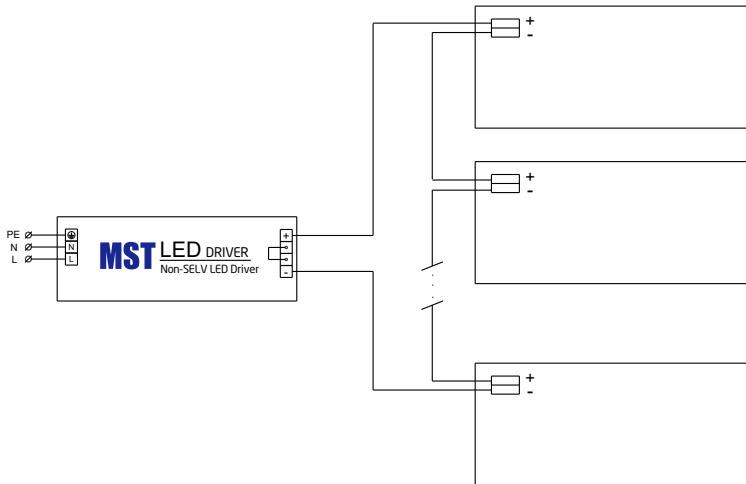 +
-
+
-
PE
N
L
N
L
MST LED DRIVER
Non-SELV LED Driver
+
-
+
-